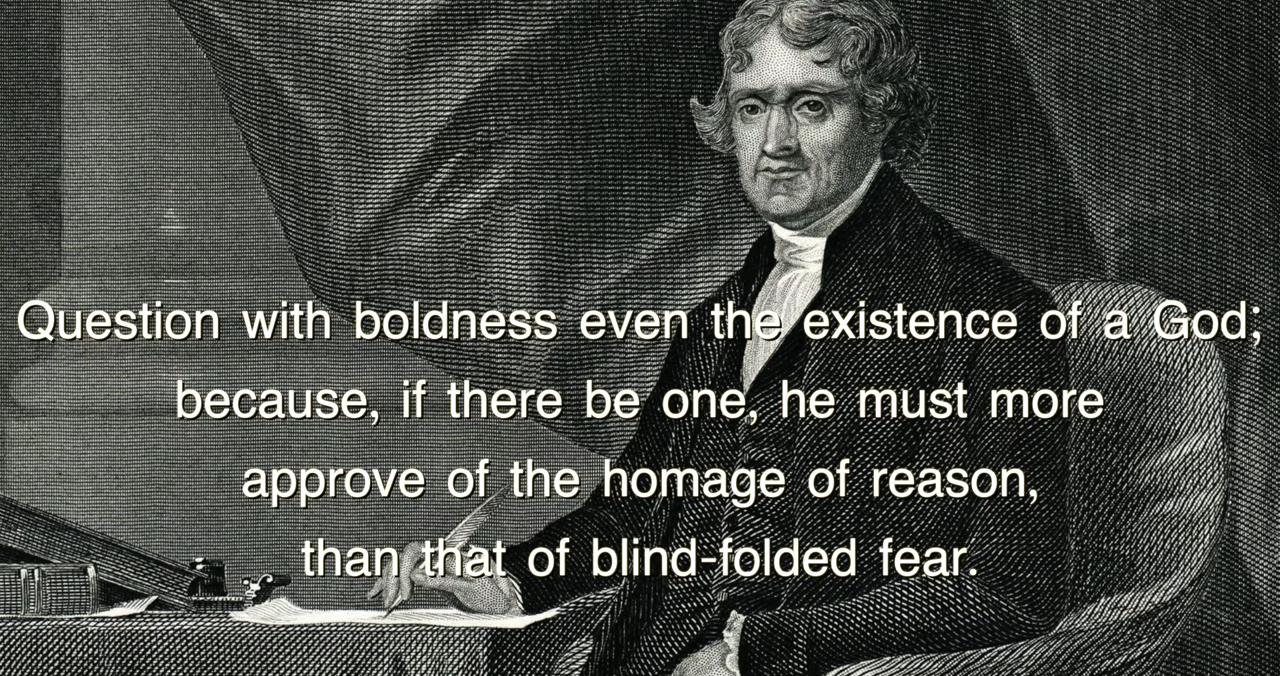 Question with boldness even the existence of a God;
because, if there be one, he must more
approve of the homage of reason,
than that of blind-folded fear.